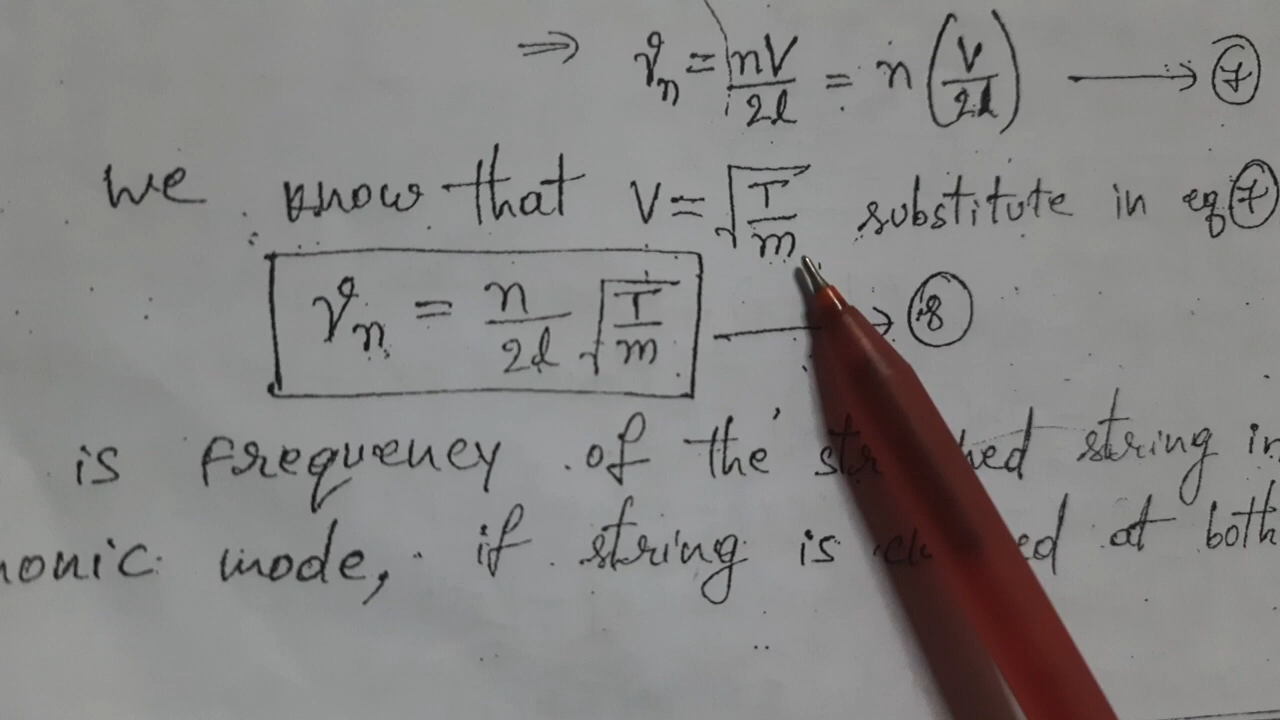 ⇒ νn = nV/2l = n(V/2l) → 7
we know that V = √(T/m) substitute in eq 7
νn = n/2l √(T/m) → 8
is frequency of the string in
mode, if string is at both